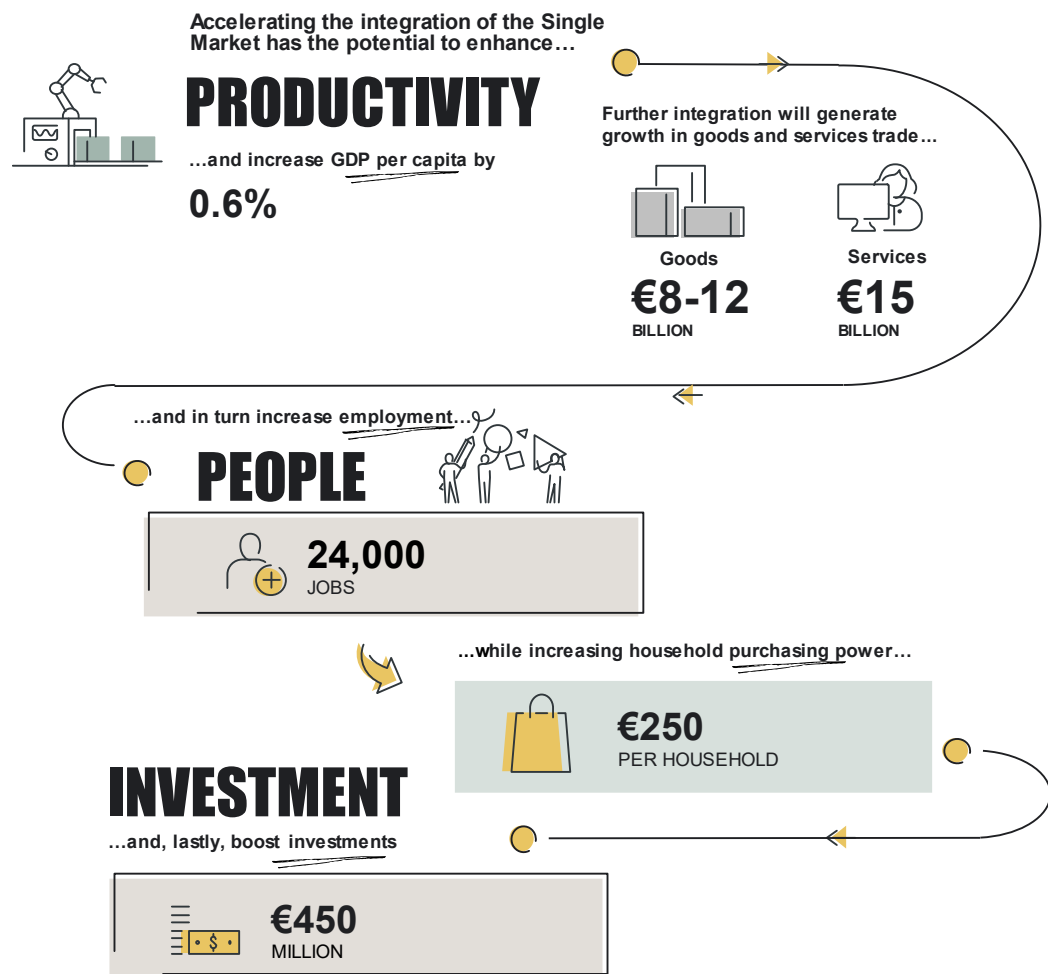 Accelerating the integration of the Single
Market has the potential to enhance…
PRODUCTIVITY
…and increase GDP per capita by
0.6%
Further integration will generate
growth in goods and services trade…
Goods
€8-12
BILLION
Services
€15
BILLION
…and in turn increase employment…
PEOPLE
24,000
JOBS
…while increasing household purchasing power…
€250
PER HOUSEHOLD
INVESTMENT
…and, lastly, boost investments
$
€450
MILLION